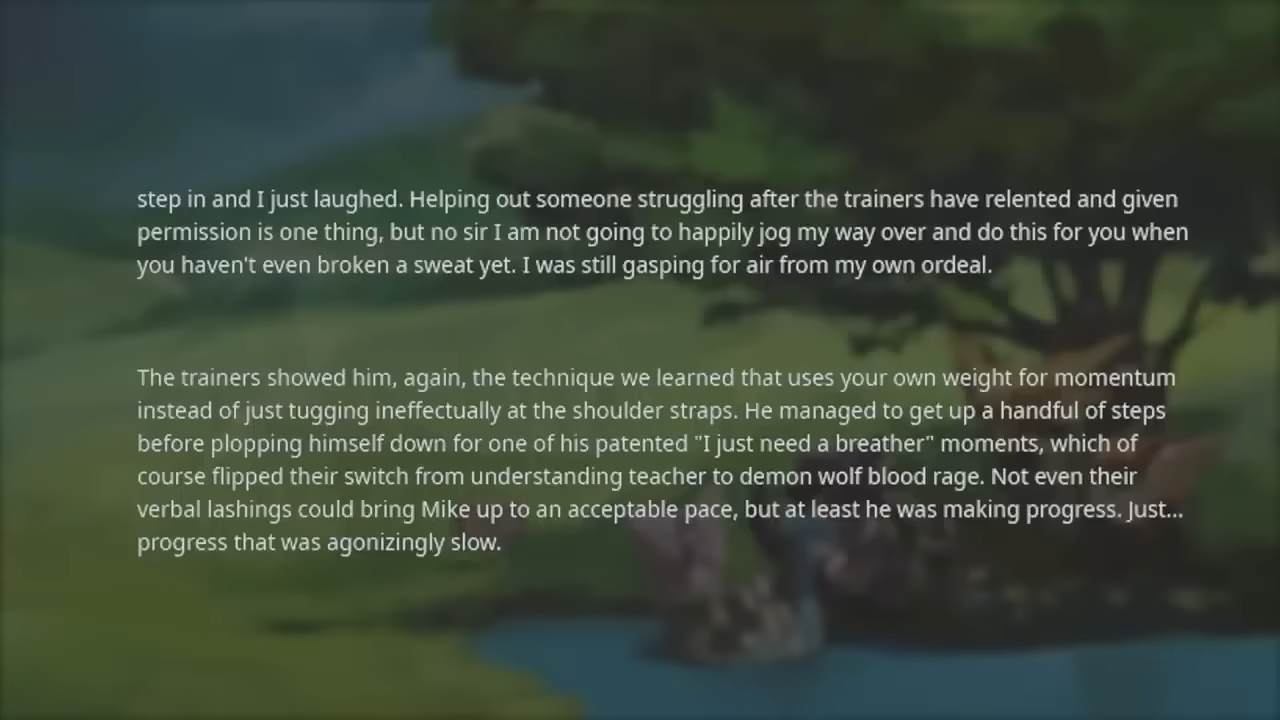 step in and I just laughed. Helping out someone struggling after the trainers have relented and given
permission is one thing, but no sir I am not going to happily jog my way over and do this for you when
you haven't even broken a sweat yet. I was still gasping for air from my own ordeal.
The trainers showed him, again, the technique we learned that uses your own weight for momentum
instead of just tugging ineffectually at the shoulder straps. He managed to get up a handful of steps
before plopping himself down for one of his patented "I just need a breather" moments, which of
course flipped their switch from understanding teacher to demon wolf blood rage. Not even their
verbal lashings could bring Mike up to an acceptable pace, but at least he was making progress. Just...
progress that was agonizingly slow.